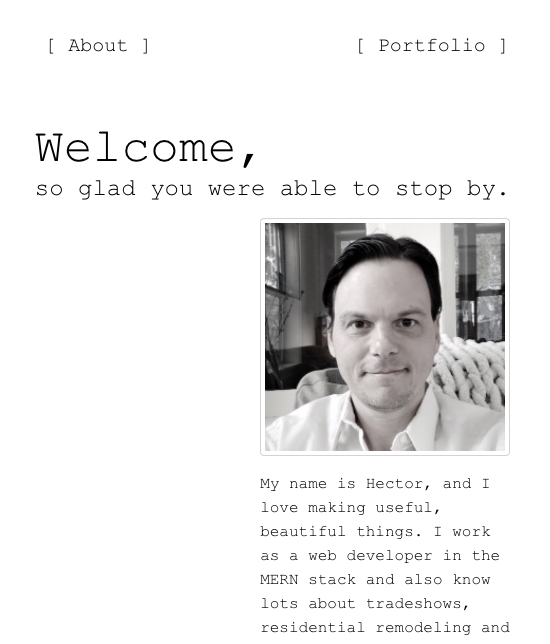 [ About ] [ Portfolio ]
Welcome,
so glad you were able to stop by.
My name is Hector, and I
love making useful,
beautiful things. I work
as a web developer in the
MERN stack and also know
lots about tradeshows,
residential remodeling and